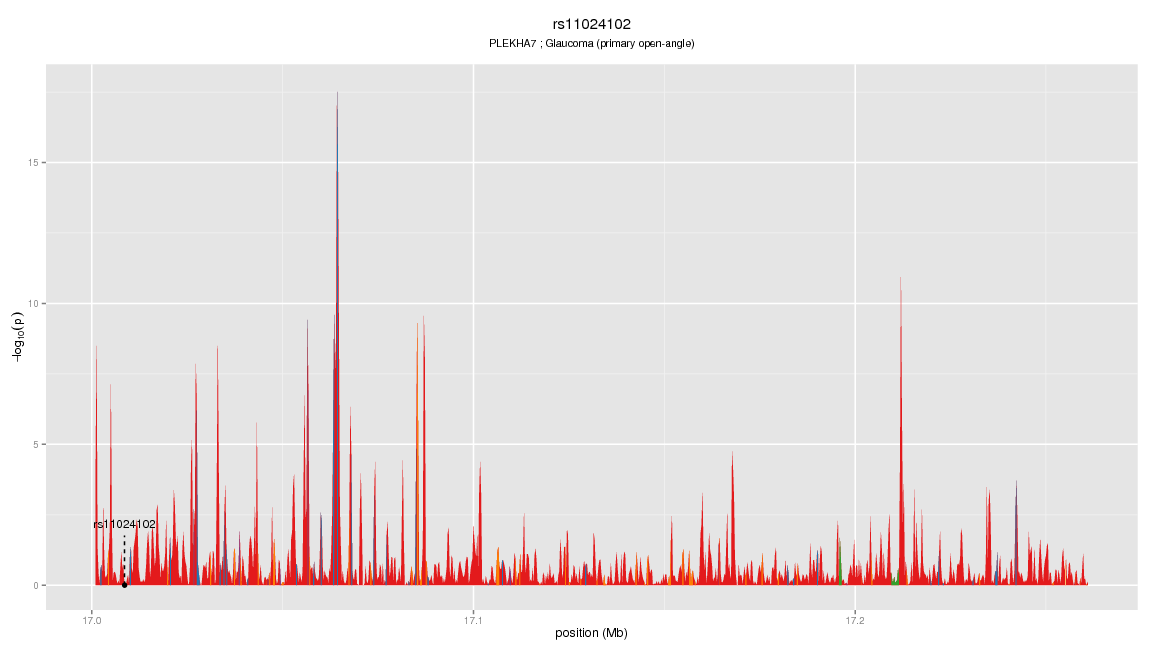 rs11024102
PLEKHA7 ; Glaucoma (primary open-angle)
15
10
5
0
-log10(p)
rs11024102
17.0
17.1
17.2
position (Mb)